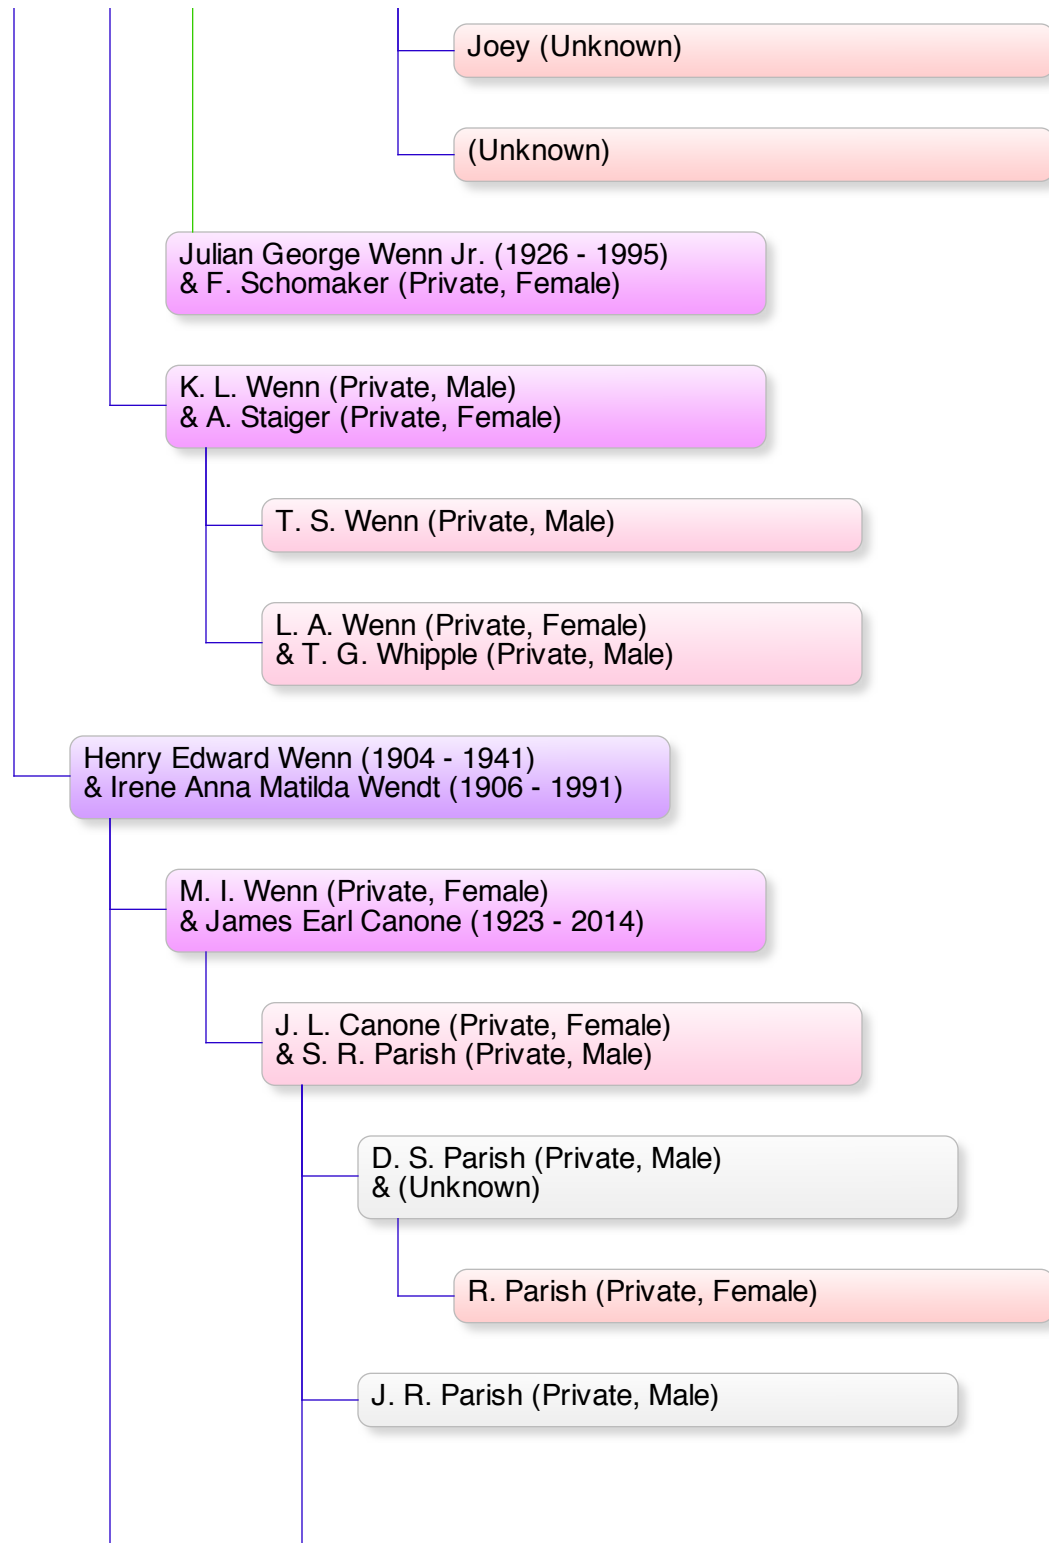 Joey (Unknown)
(Unknown)
Julian George Wenn Jr. (1926 - 1995)
& F. Schomaker (Private, Female)
K. L. Wenn (Private, Male)
& A. Staiger (Private, Female)
T. S. Wenn (Private, Male)
L. A. Wenn (Private, Female)
& T. G. Whipple (Private, Male)
Henry Edward Wenn (1904 - 1941)
& Irene Anna Matilda Wendt (1906 - 1991)
M. I. Wenn (Private, Female)
& James Earl Canone (1923 - 2014)
J. L. Canone (Private, Female)
& S. R. Parish (Private, Male)
D. S. Parish (Private, Male)
& (Unknown)
R. Parish (Private, Female)
J. R. Parish (Private, Male)